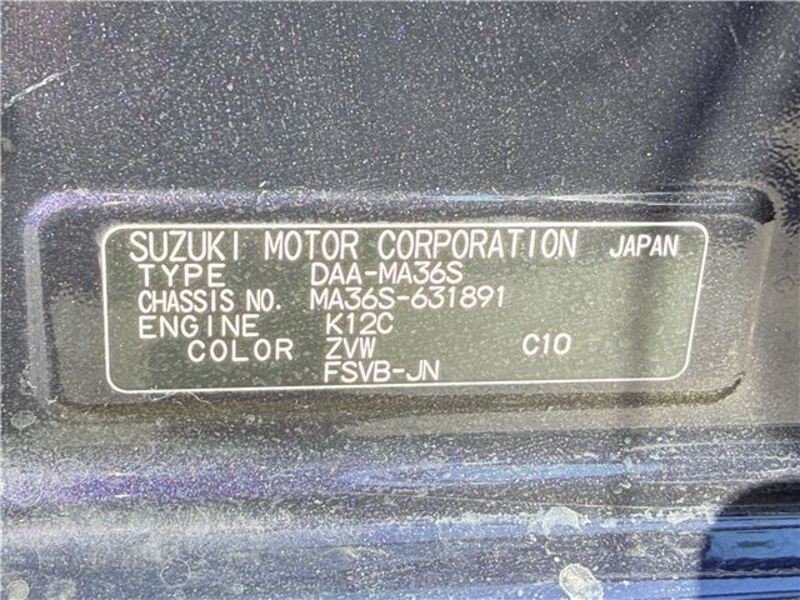 SUZUKI MOTOR CORPORATION JAPAN
TYPE DAA-MA36S
CHASSIS NO. MA36S-631891
ENGINE K12C
COLOR ZVW C10
FSVB-JN